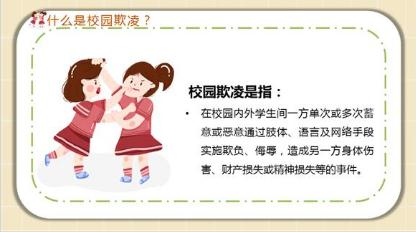 什么是校园欺凌？
校园欺凌是指：
• 在校园内外学生间一方单次或多次蓄
意或恶意通过肢体、语言及网络手段
实施欺负、侮辱，造成另一方身体伤
害、财产损失或精神损失等的事件。